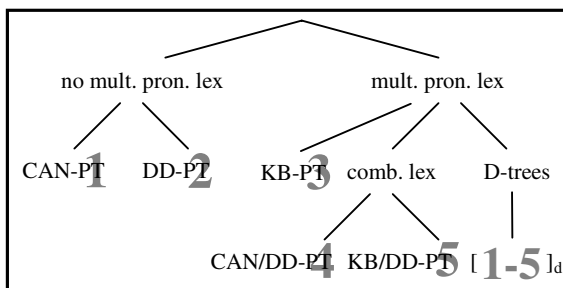 no mult. pron. lex mult. pron. lex
CAN-PT 1 DD-PT 2 KB-PT 3 comb. lex D-trees
CAN/DD-PT 4 KB/DD-PT 5 [ 1-5 ]d